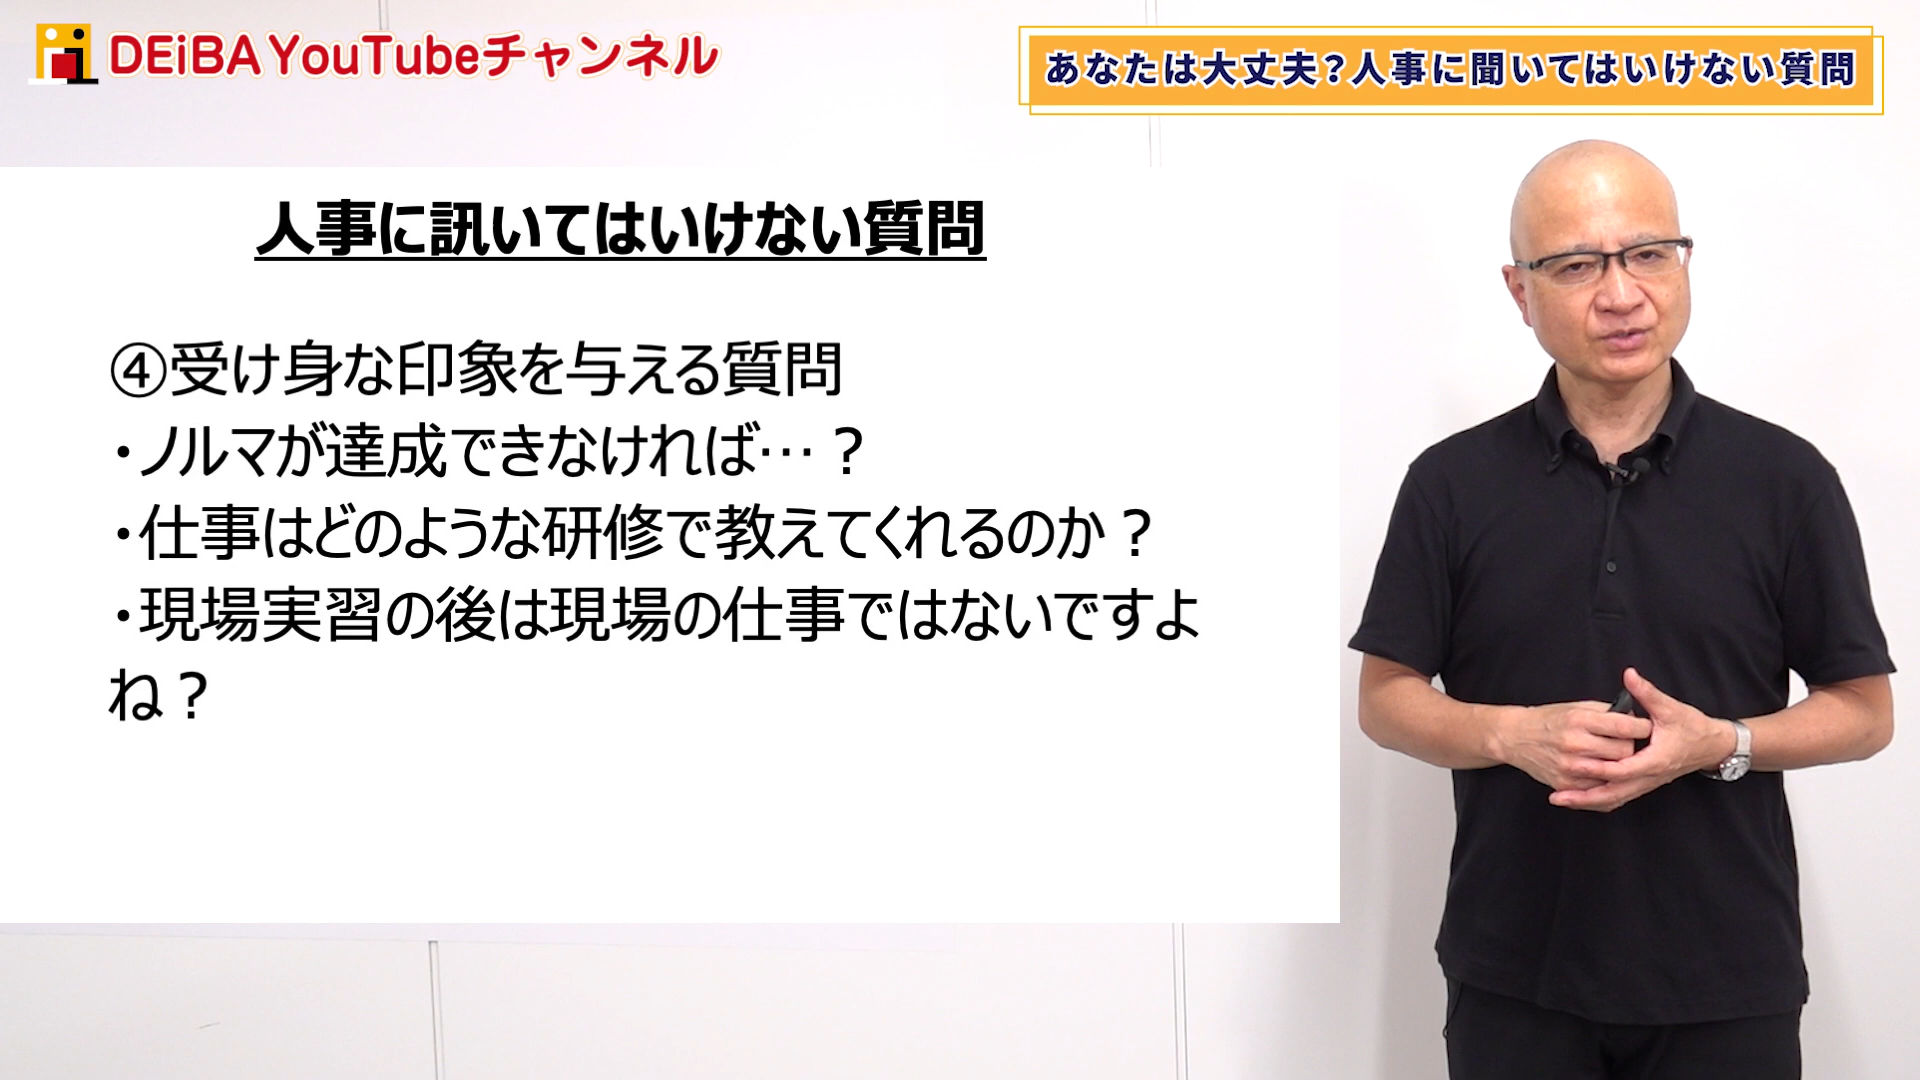 DEiBA YouTubeチャンネル
あなたは大丈夫？人事に聞いてはいけない質問
人事に訊いてはいけない質問
④受け身な印象を与える質問
・ノルマが達成できなければ…？
・仕事はどのような研修で教えてくれるのか？
・現場実習の後は現場の仕事ではないですよ
ね？